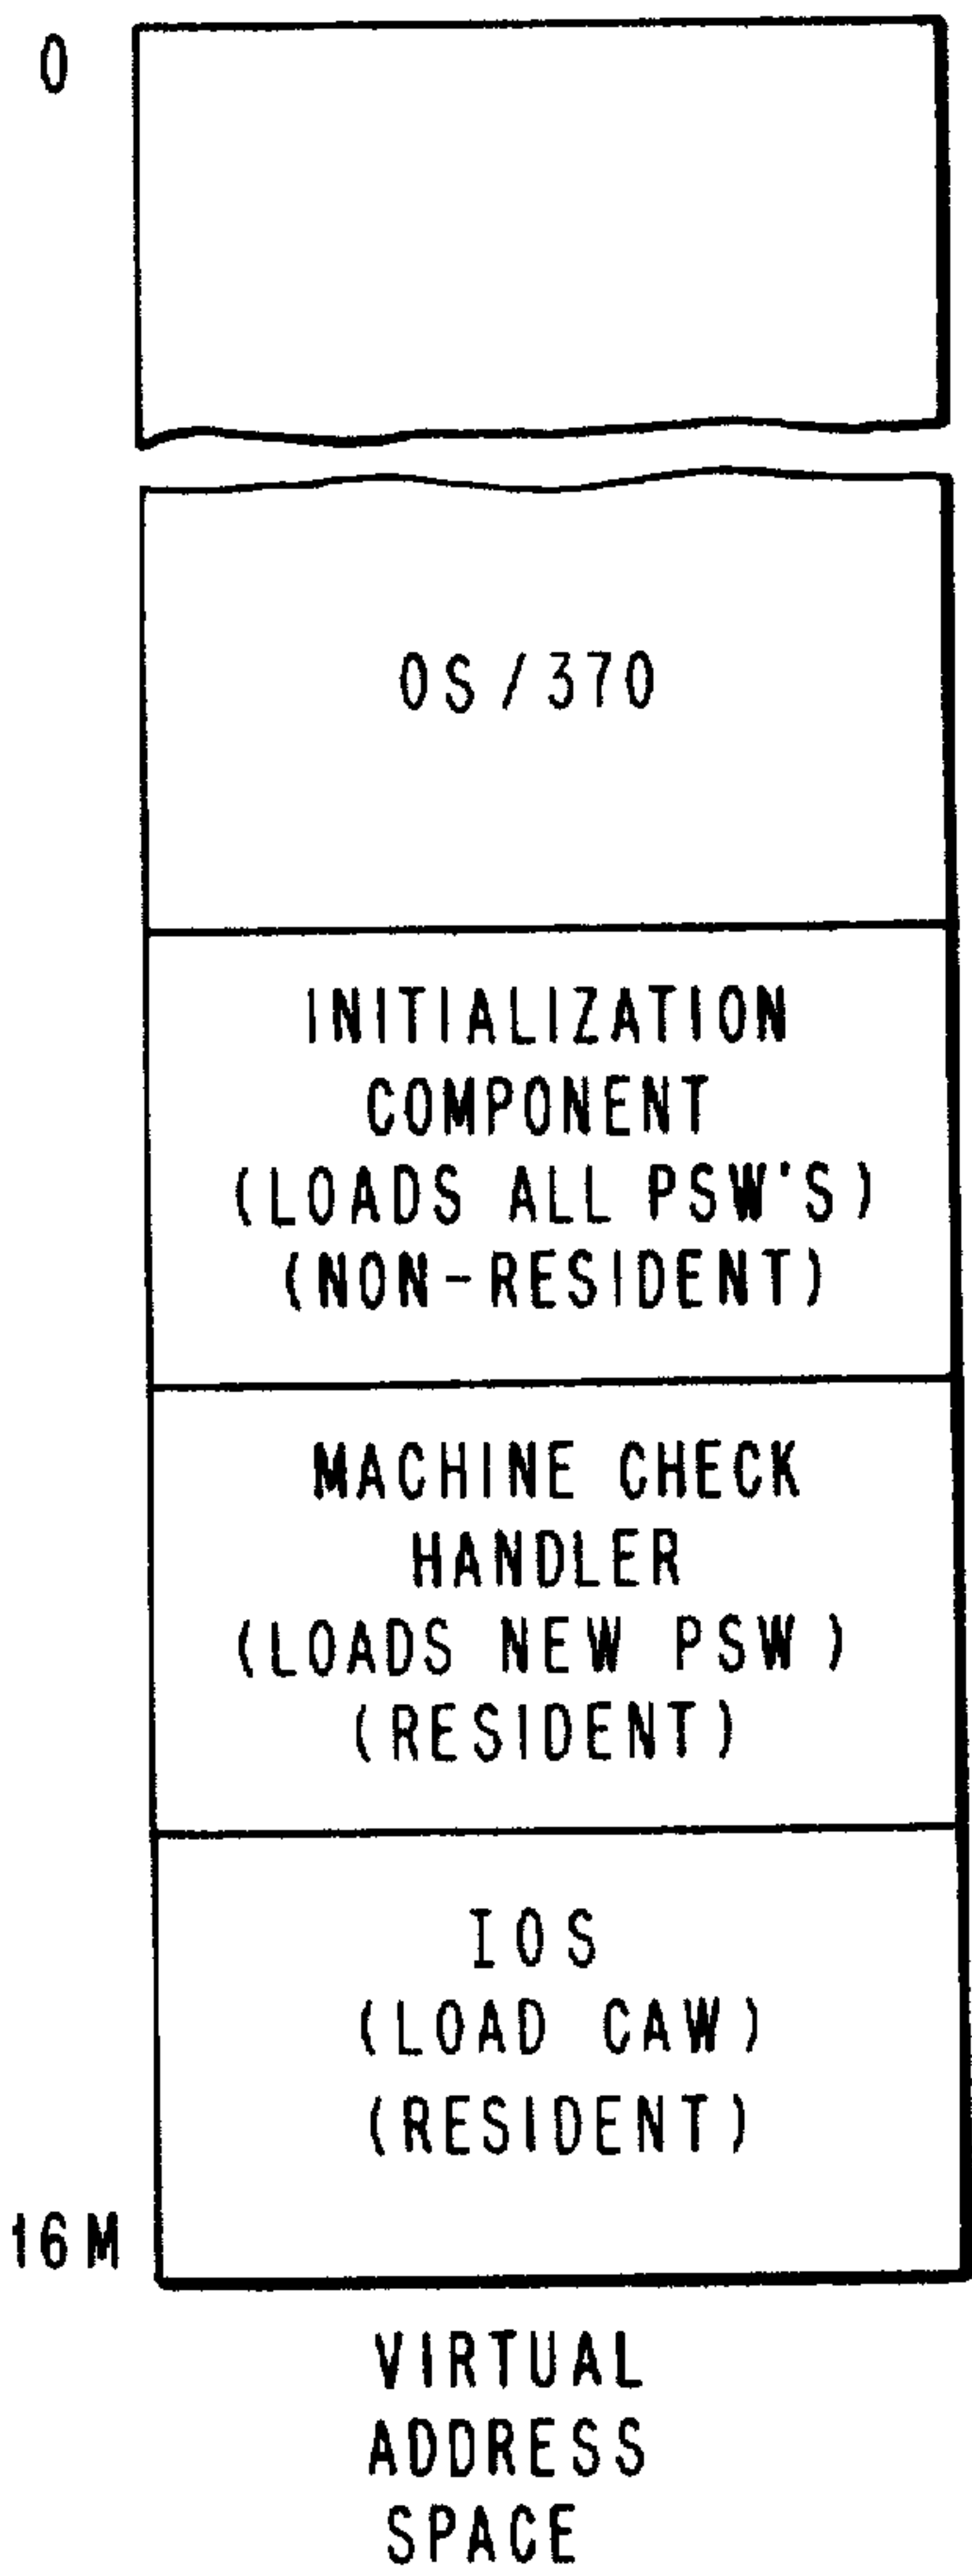 0
OS/370
INITIALIZATION
COMPONENT
(LOADS ALL PSW'S)
(NON-RESIDENT)
MACHINE CHECK
HANDLER
(LOADS NEW PSW)
(RESIDENT)
IOS
(LOAD CAW)
(RESIDENT)
16M
VIRTUAL
ADDRESS
SPACE